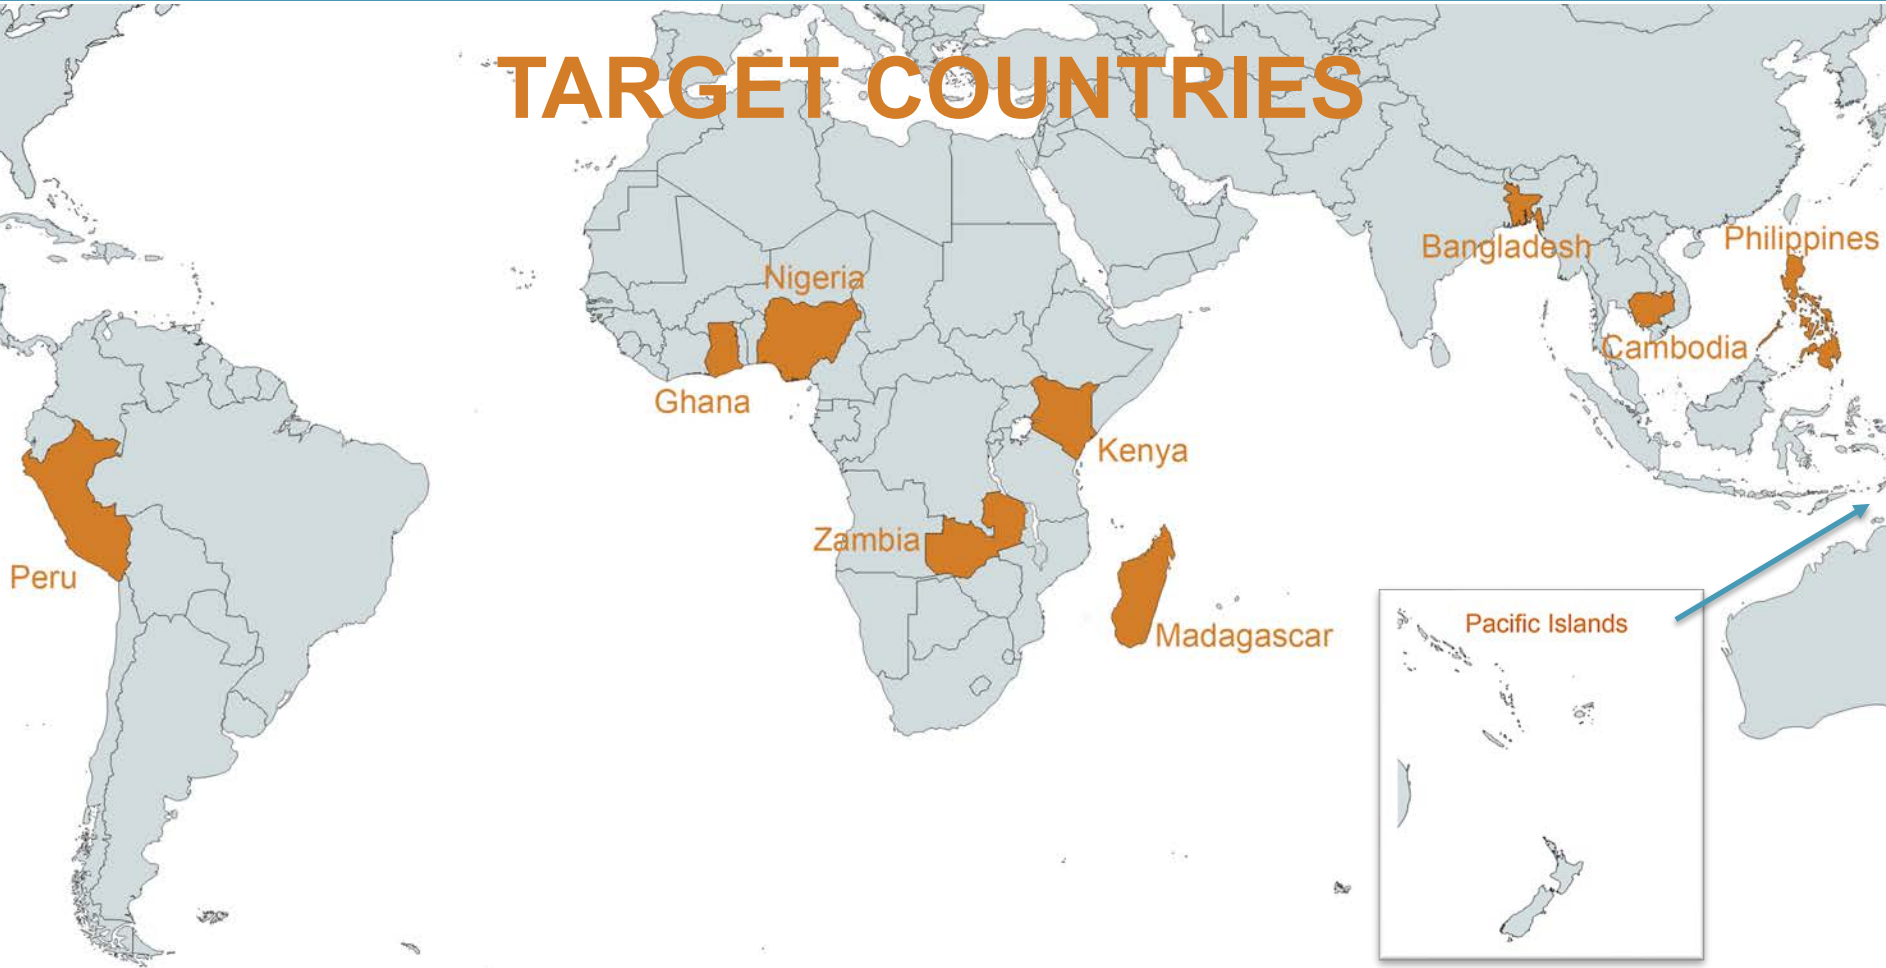 TARGET COUNTRIES
Philippines
Bangladesh
Nigeria
Cambodia
Ghana
Kenya
Zambia
Peru
Pacific Islands
Madagascar